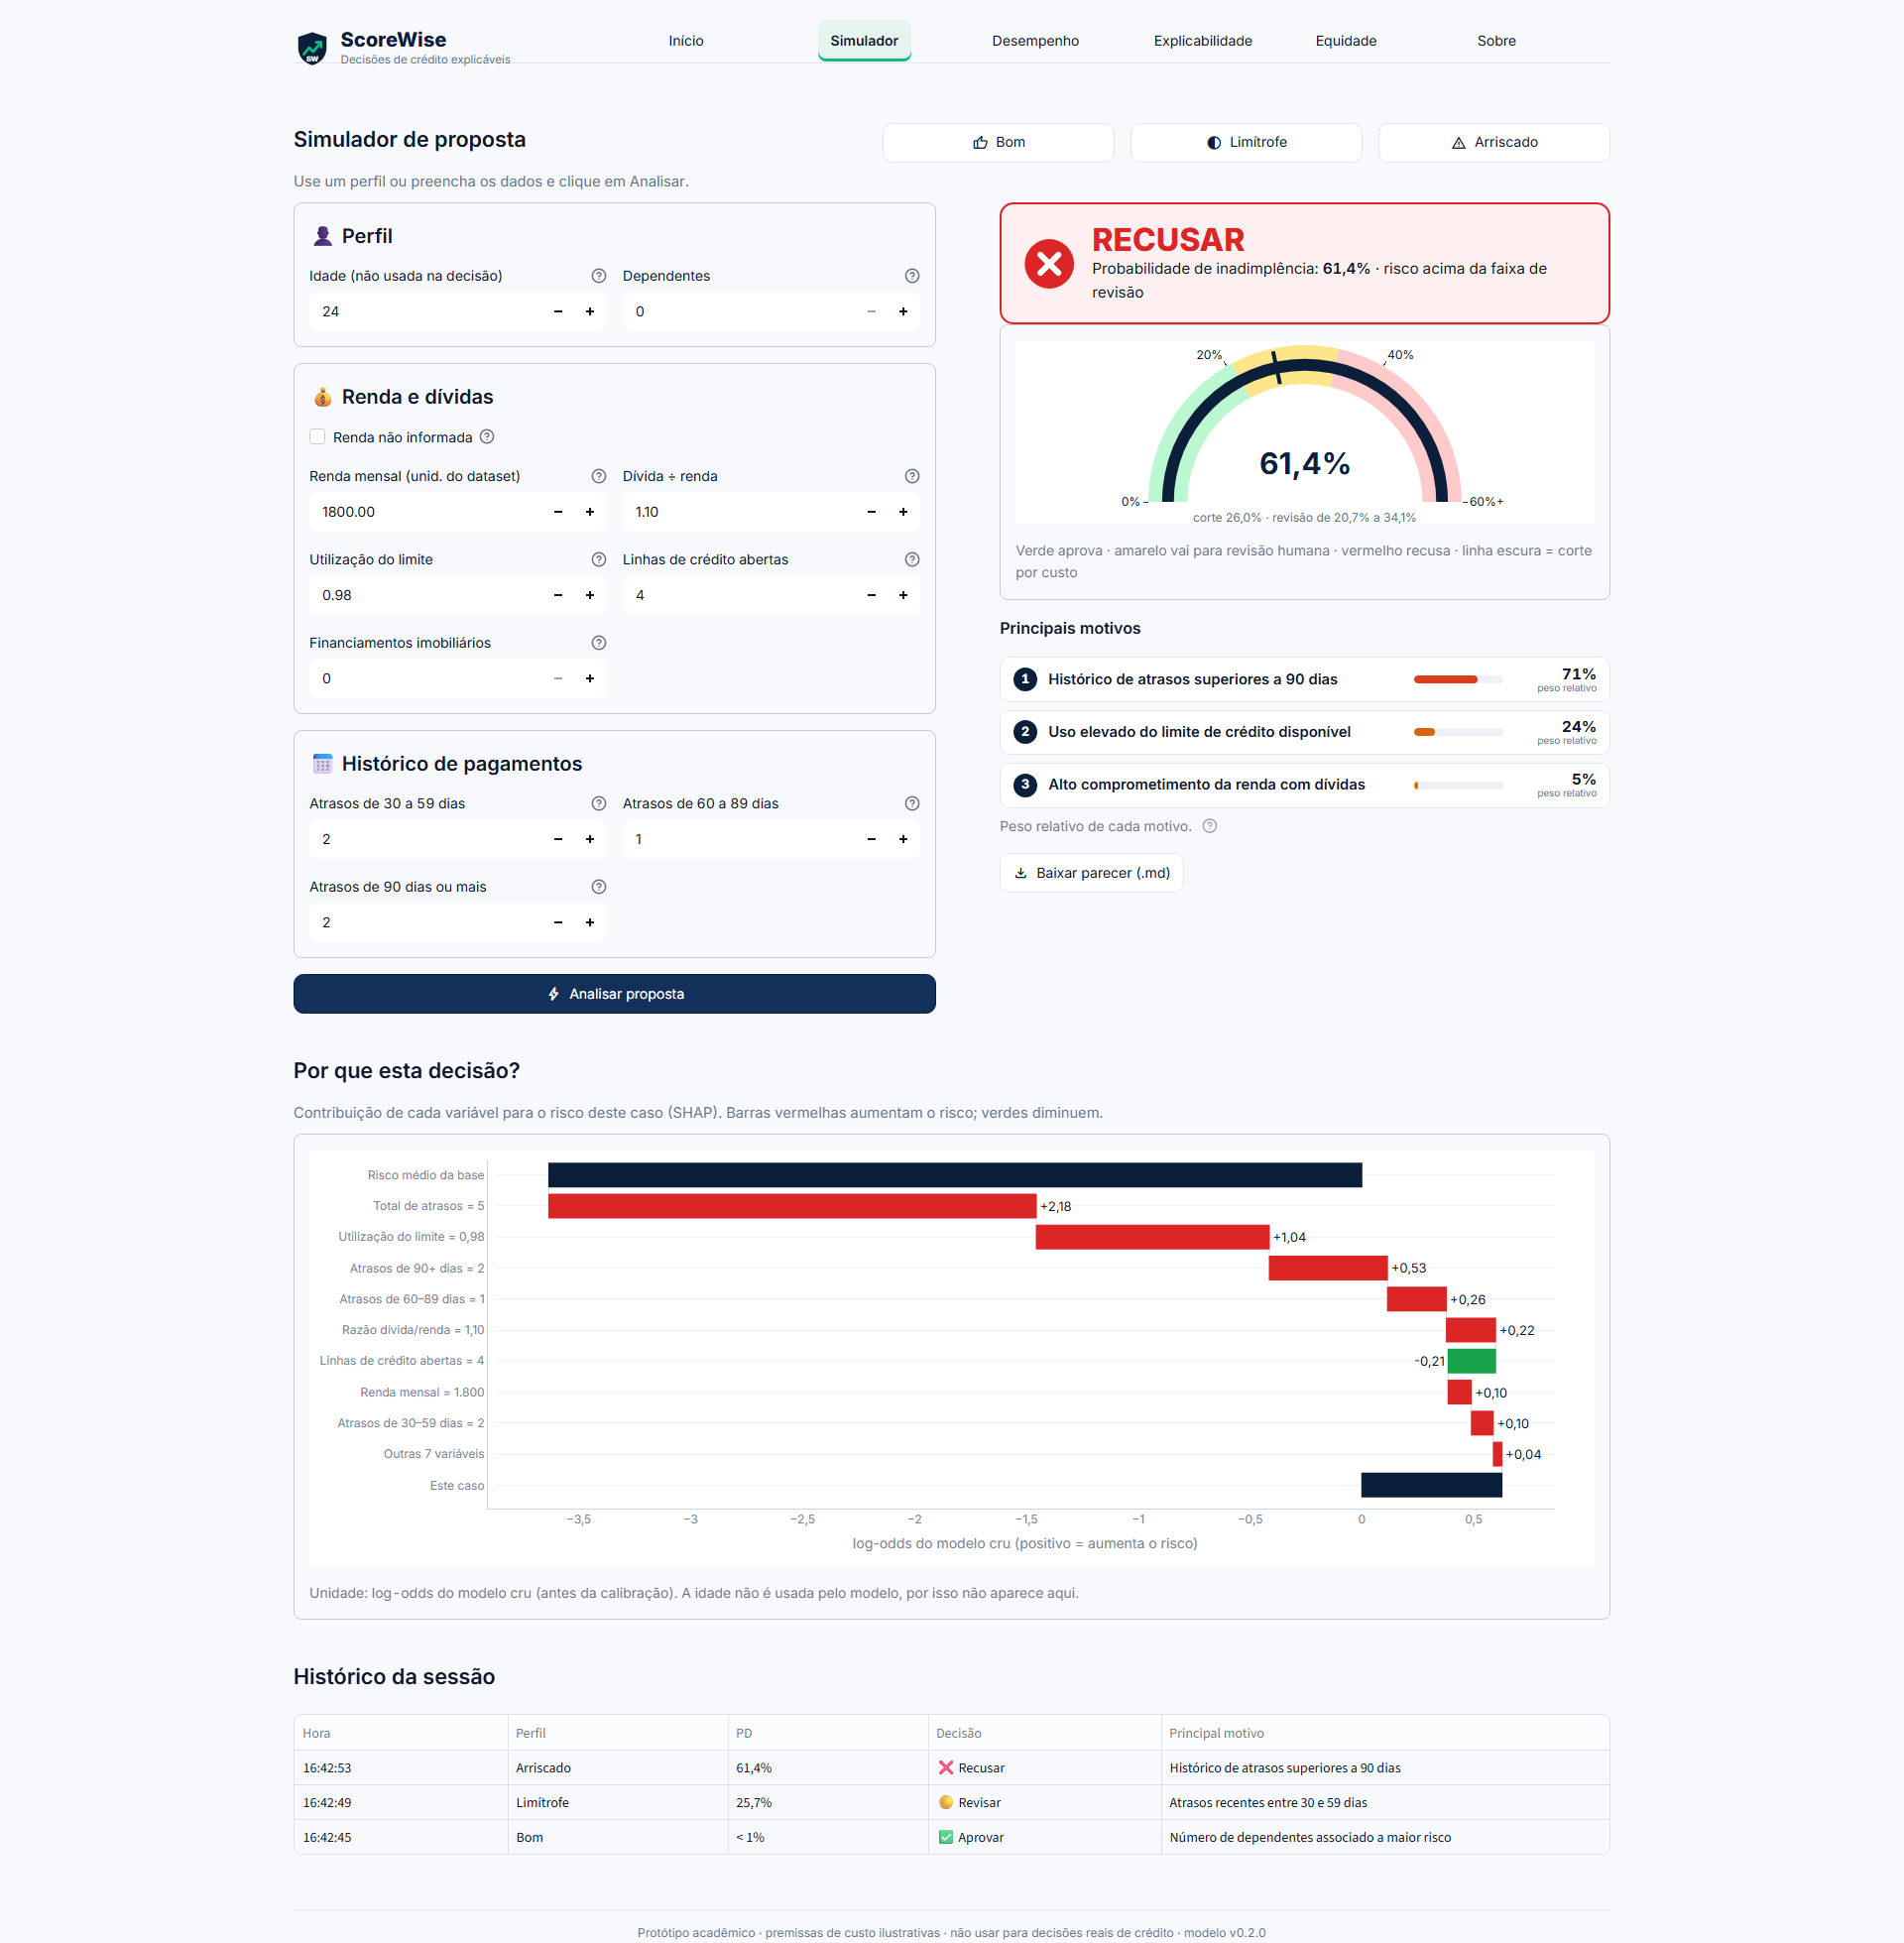 ScoreWise
Decisões de crédito explicáveis
SW
Início
Simulador
Desempenho
Explicabilidade
Equidade
Sobre
Simulador de proposta
Bom
Limítrofe
Arriscado
Use um perfil ou preencha os dados e clique em Analisar.
Perfil
Idade (não usada na decisão)
Dependentes
24
0
Renda e dívidas
Renda não informada
Renda mensal (unid. do dataset)
Dívida ÷ renda
1800.00
1.10
Utilização do limite
Linhas de crédito abertas
0.98
4
Financiamentos imobiliários
0
Histórico de pagamentos
Atrasos de 30 a 59 dias
Atrasos de 60 a 89 dias
2
1
Atrasos de 90 dias ou mais
2
Analisar proposta
RECUSAR
Probabilidade de inadimplência: 61,4% · risco acima da faixa de
revisão
20%
40%
61,4%
0%
60%+
corte 26,0% · revisão de 20,7% a 34,1%
Verde aprova · amarelo vai para revisão humana · vermelho recusa · linha escura = corte
por custo
Principais motivos
1 Histórico de atrasos superiores a 90 dias 71%
peso relativo
2 Uso elevado do limite de crédito disponível 24%
peso relativo
3 Alto comprometimento da renda com dívidas 5%
peso relativo
Peso relativo de cada motivo.
Baixar parecer (.md)
Por que esta decisão?
Contribuição de cada variável para o risco deste caso (SHAP). Barras vermelhas aumentam o risco; verdes diminuem.
Risco médio da base
Total de atrasos = 5 +2,18
Utilização do limite = 0,98 +1,04
Atrasos de 90+ dias = 2 +0,53
Atrasos de 60–89 dias = 1 +0,26
Razão dívida/renda = 1,10 +0,22
Linhas de crédito abertas = 4 -0,21
Renda mensal = 1.800 +0,10
Atrasos de 30–59 dias = 2 +0,10
Outras 7 variáveis +0,04
Este caso
−3,5 −3 −2,5 −2 −1,5 −1 −0,5 0 0,5
log-odds do modelo cru (positivo = aumenta o risco)
Unidade: log-odds do modelo cru (antes da calibração). A idade não é usada pelo modelo, por isso não aparece aqui.
Histórico da sessão
Hora Perfil PD Decisão Principal motivo
16:42:53 Arriscado 61,4% Recusar Histórico de atrasos superiores a 90 dias
16:42:49 Limítrofe 25,7% Revisar Atrasos recentes entre 30 e 59 dias
16:42:45 Bom < 1% Aprovar Número de dependentes associado a maior risco
Protótipo acadêmico · premissas de custo ilustrativas · não usar para decisões reais de crédito · modelo v0.2.0